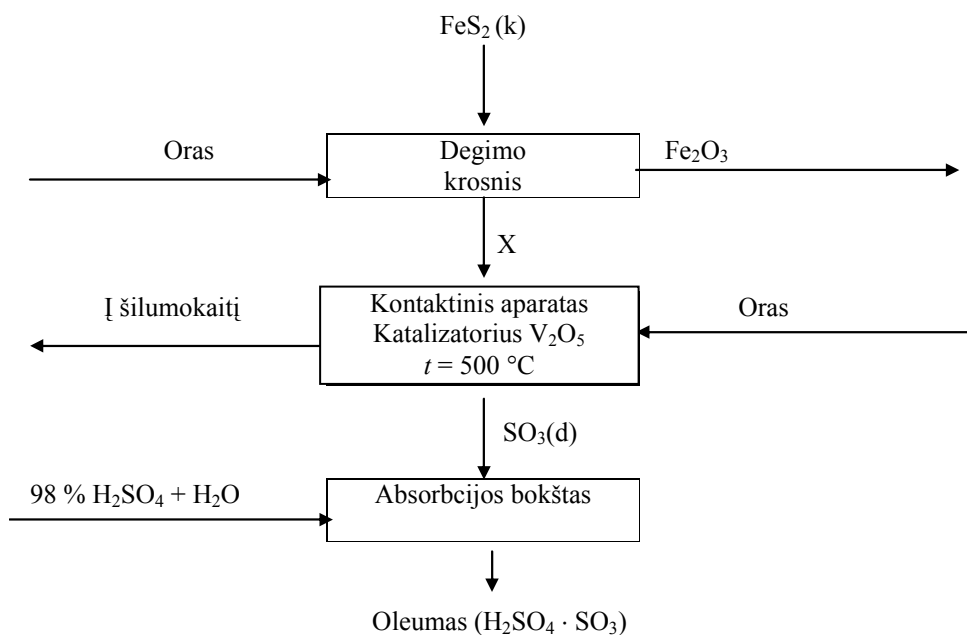 FeS₂ (k)
Oras
Degimo
krosnis
Fe₂O₃
X
Į šilumokaitį
Kontaktinis aparatas
Katalizatorius V₂O₅
t = 500 °C
Oras
SO₃(d)
98 % H₂SO₄ + H₂O
Absorbcijos bokštas
Oleumas (H₂SO₄ · SO₃)